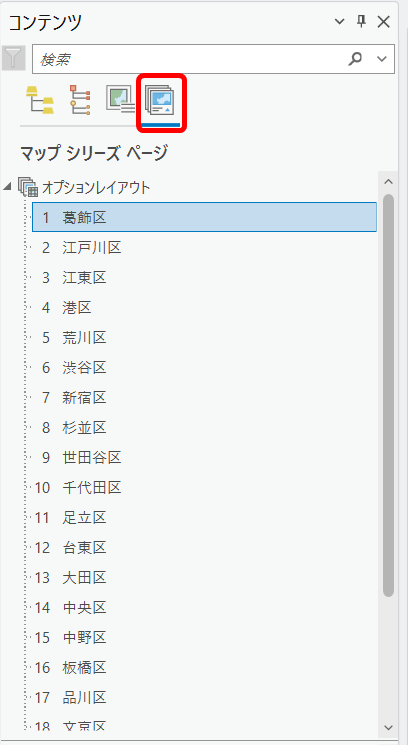 コンテンツ
検索
マップ シリーズ ページ
オプションレイアウト
1 葛飾区
2 江戸川区
3 江東区
4 港区
5 荒川区
6 渋谷区
7 新宿区
8 杉並区
9 世田谷区
10 千代田区
11 足立区
12 台東区
13 大田区
14 中央区
15 中野区
16 板橋区
17 品川区
18 文京区